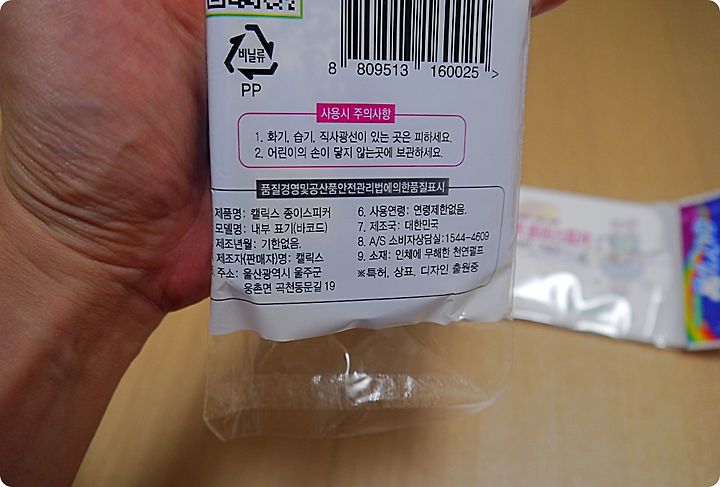 비닐류
PP
8 809513 160025 >
사용시 주의사항
1. 화기, 습기, 직사광선이 있는 곳은 피하세요.
2. 어린이의 손이 닿지 않는곳에 보관하세요.
품질경영및공산품안전관리법에의한품질표시
제품명: 캘릭스 종이스피커
모델명: 내부 표기(바코드)
제조년월: 기한없음.
제조자(판매자)명: 캘릭스
주소: 울산광역시 울주군
웅촌면 곡천동문길 19
6. 사용연령: 연령제한없음.
7. 제조국: 대한민국
8. A/S 소비자상담실:1544-4609
9. 소재: 인체에 무해한 천연펄프
※특허, 상표, 디자인 출원중